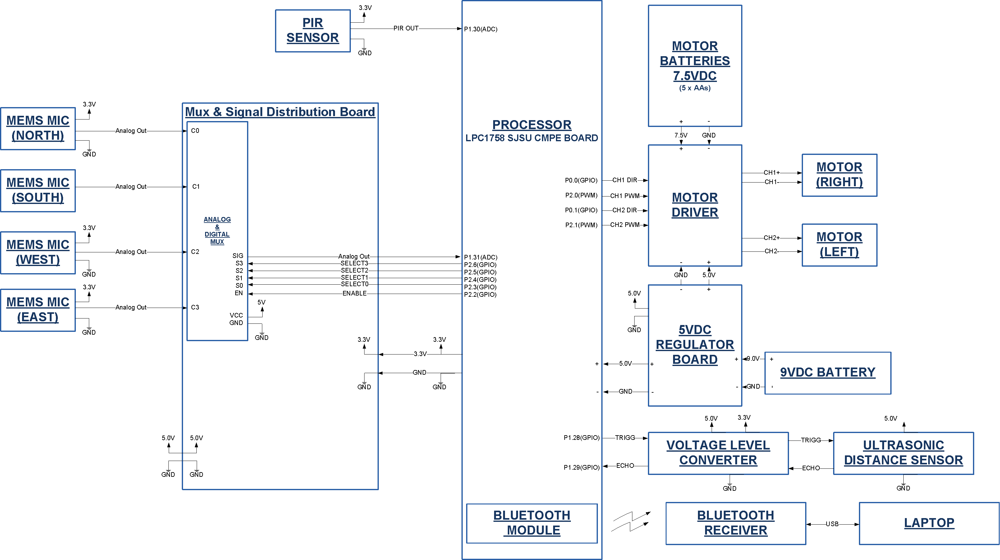 PIR
SENSOR
3.3V
PIR OUT
GND
P1.30(ADC)
MOTOR
BATTERIES
7.5VDC
(5 x AAs)
+
-
7.5V
GND
+
-
MEMS MIC
(NORTH)
3.3V
Analog Out
GND
MEMS MIC
(SOUTH)
Analog Out
MEMS MIC
(WEST)
3.3V
Analog Out
GND
MEMS MIC
(EAST)
3.3V
Analog Out
GND
Mux & Signal Distribution Board
C0
C1
C2
C3
ANALOG
&
DIGITAL
MUX
SIG
S3
S2
S1
S0
EN
VCC
GND
5V
GND
Analog Out
SELECT3
SELECT2
SELECT1
SELECT0
ENABLE
3.3V
3.3V
3.3V
GND
GND
GND
5.0V
5.0V
GND
GND
PROCESSOR
LPC1758 SJSU CMPE BOARD
P0.0(GPIO)
P2.0(PWM)
P0.1(GPIO)
P2.1(PWM)
P1.31(ADC)
P2.6(GPIO)
P2.5(GPIO)
P2.4(GPIO)
P2.3(GPIO)
P2.2(GPIO)
+
-
P1.28(GPIO)
P1.29(GPIO)
BLUETOOTH
MODULE
CH1 DIR
CH1 PWM
CH2 DIR
CH2 PWM
MOTOR
DRIVER
CH1+
CH1-
CH2+
CH2-
MOTOR
(RIGHT)
MOTOR
(LEFT)
-
+
GND
5.0V
-
+
5.0V
GND
5VDC
REGULATOR
BOARD
5.0V
+
GND
-
+
9.0V
+
-
GND
-
9VDC BATTERY
5.0V
3.3V
TRIGG
ECHO
VOLTAGE LEVEL
CONVERTER
GND
TRIGG
ECHO
5.0V
ULTRASONIC
DISTANCE SENSOR
GND
BLUETOOTH
RECEIVER
USB
LAPTOP